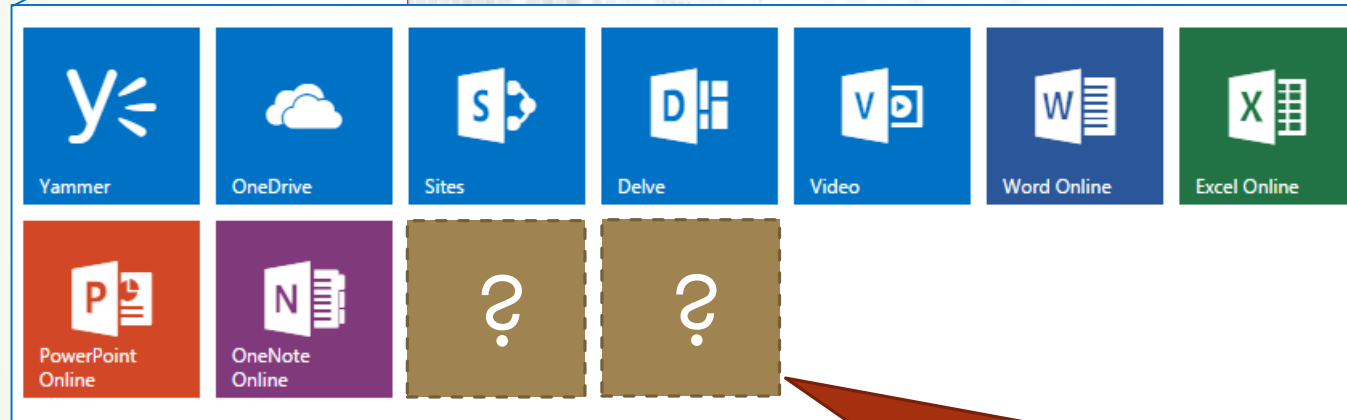 Yammer
OneDrive
S
Sites
D
Delve
V
Video
W
Word Online
X
Excel Online
P
PowerPoint
Online
N
OneNote
Online
?
?